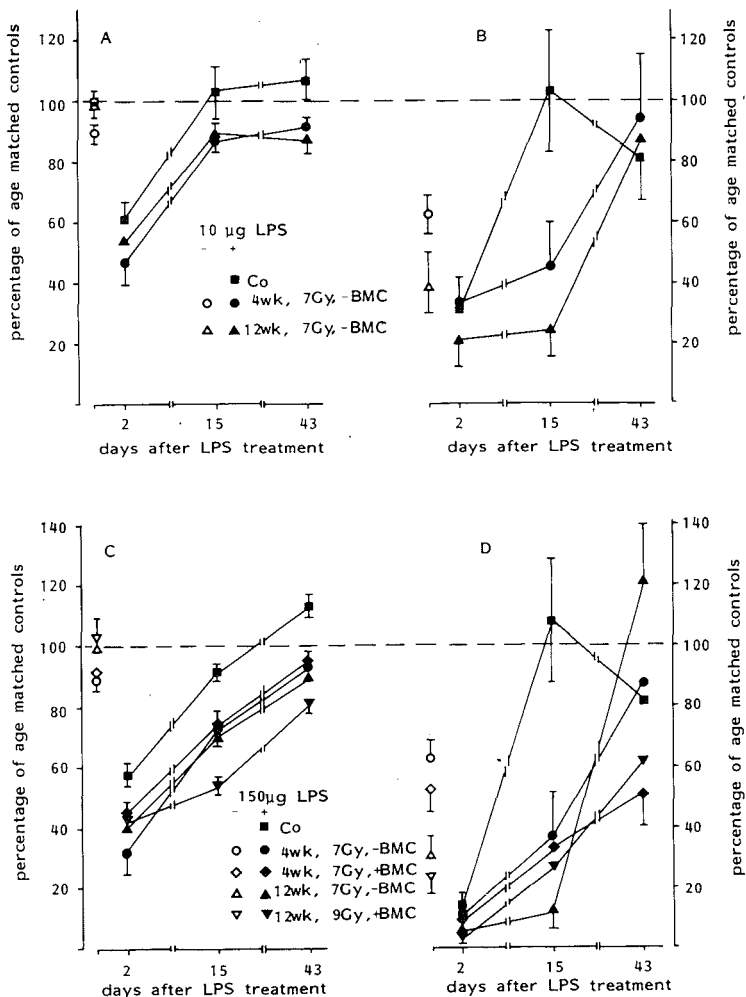 A
B
percentage of age matched controls
120
100
80
60
40
20
10 µg LPS
- +
Co
4wk, 7Gy, -BMC
12wk, 7Gy, -BMC
2 15 43
days after LPS treatment
2 15 43
days after LPS treatment
120
100
80
60
40
20
percentage of age matched controls
C
D
percentage of age matched controls
140
120
100
80
60
40
20
150µg LPS
- +
Co
4wk, 7Gy, -BMC
4wk, 7Gy, +BMC
12wk, 7Gy, -BMC
12wk, 9Gy, +BMC
2 15 43
days after LPS treatment
2 15 43
days after LPS treatment
140
120
100
80
60
40
20
percentage of age matched controls